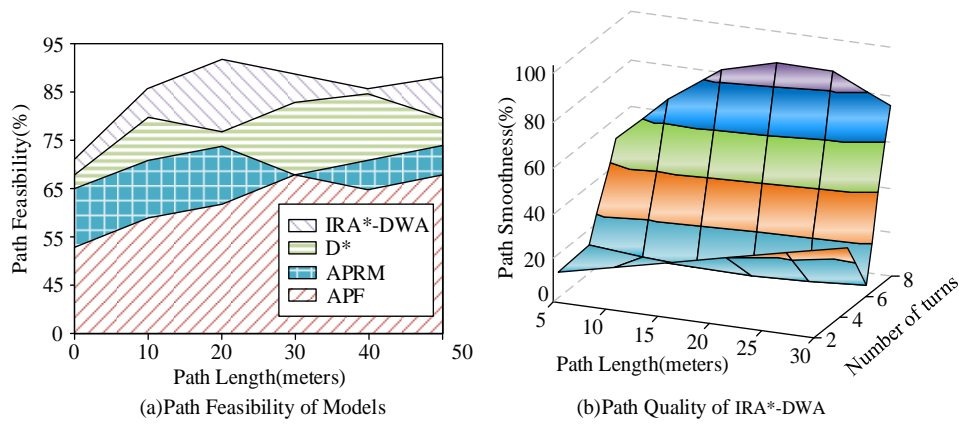 95
85
75
65
55
45
0
Path Feasibility(%)
IRA*-DWA
D*
APRM
APF
0 10 20 30 40 50
Path Length(meters)
(a)Path Feasibility of Models
100
80
60
40
20
0
Path Smoothness(%)
5 10 15 20 25 30
Path Length(meters)
2 4 6 8
Number of turns
(b)Path Quality of IRA*-DWA